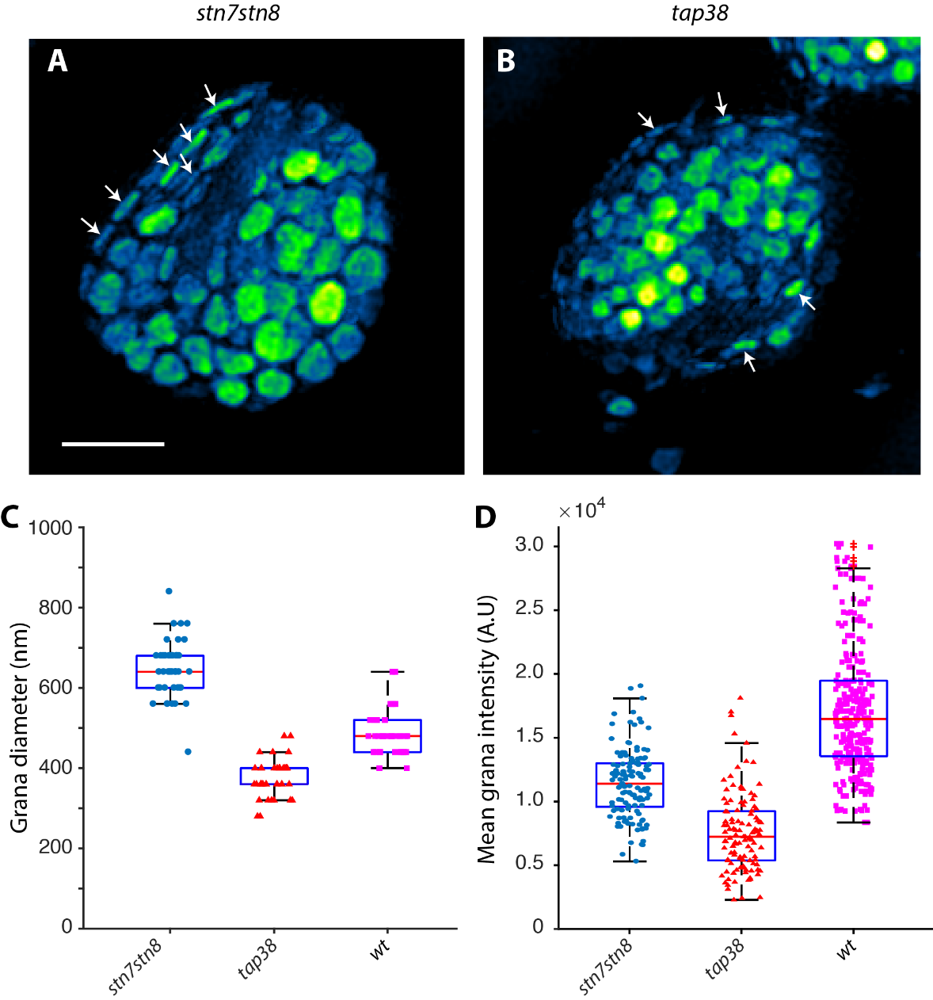 stn7stn8
tap38
A
B
C
Grana diameter (nm)
1000
800
600
400
200
0
stn7stn8
tap38
wt
D
×10⁴
Mean grana intensity (A.U)
3.0
2.5
2.0
1.5
1.0
0.5
0
stn7stn8
tap38
wt